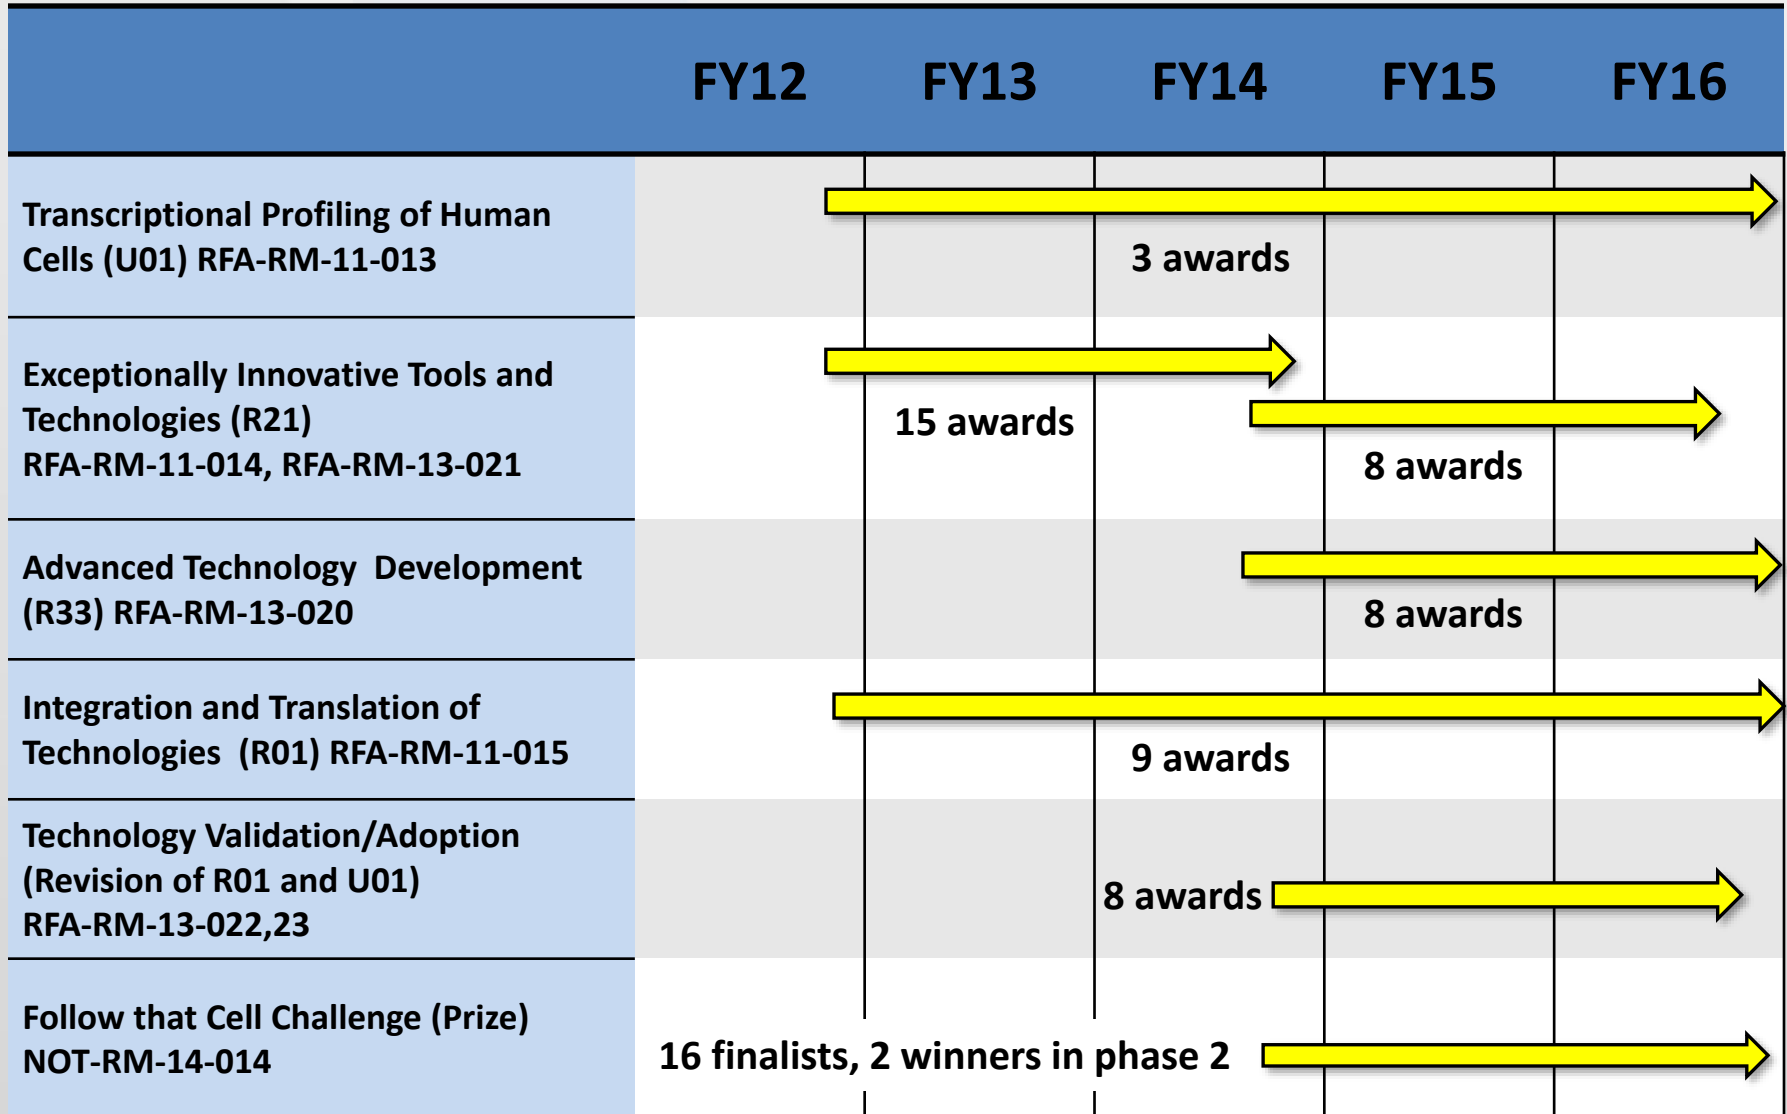 FY12 FY13 FY14 FY15 FY16
Transcriptional Profiling of Human
Cells (U01) RFA-RM-11-013
3 awards
Exceptionally Innovative Tools and
Technologies (R21)
RFA-RM-11-014, RFA-RM-13-021
15 awards
8 awards
Advanced Technology Development
(R33) RFA-RM-13-020
8 awards
Integration and Translation of
Technologies (R01) RFA-RM-11-015
9 awards
Technology Validation/Adoption
(Revision of R01 and U01)
RFA-RM-13-022,23
8 awards
Follow that Cell Challenge (Prize)
NOT-RM-14-014
16 finalists, 2 winners in phase 2